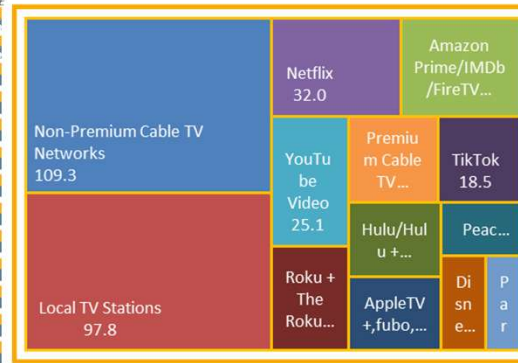 Non-Premium Cable TV
Networks
109.3
Local TV Stations
97.8
Netflix
32.0
Amazon
Prime/IMDb
/FireTV...
YouTu
be
Video
25.1
Premiu
m Cable
TV...
TikTok
18.5
Hulu/Hul
u +...
Peac...
Roku +
The
Roku...
AppleTV
+,fubo,...
Di
sn
e...
P
a
r